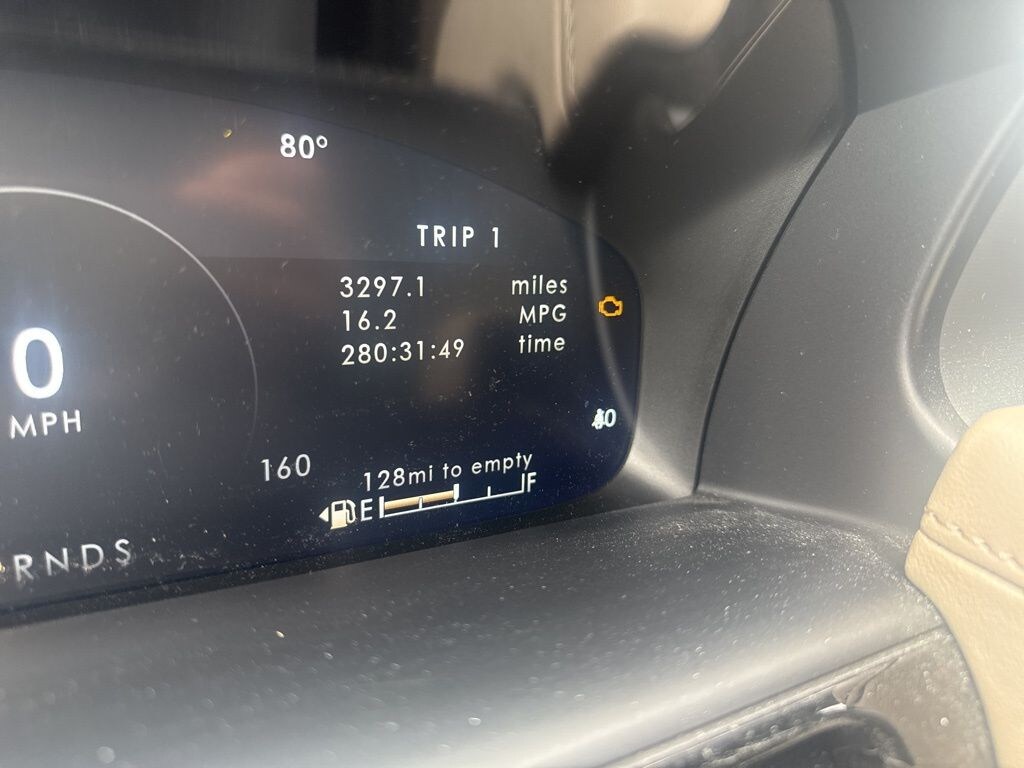 80°
TRIP 1
3297.1 miles
16.2 MPG
280:31:49 time
0
MPH
160
128mi to empty
E F
RNDS